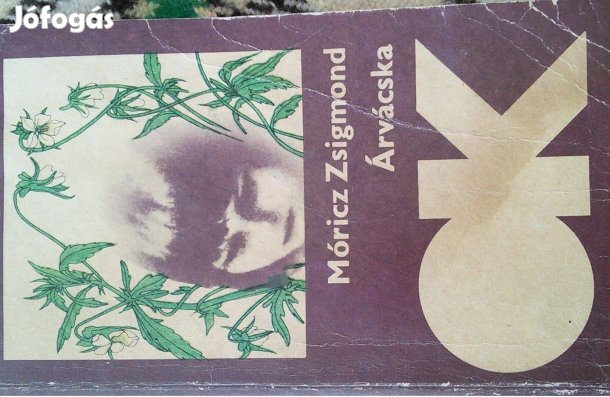 Jófogás
Móricz Zsigmond
Árvácska
OK